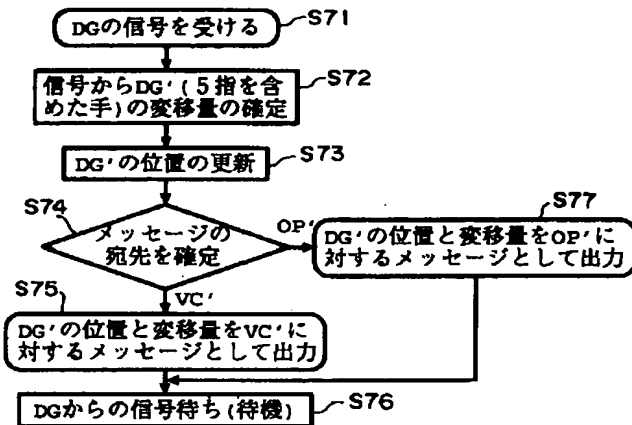 DGの信号を受ける
S71
信号からDG'(5指を含
めた手)の変移量の確定
S72
DG'の位置の更新
S73
S74
メッセージの
宛先を確定
OP'
S77
DG'の位置と変移量をOP'に
対するメッセージとして出力
VC'
S75
DG'の位置と変移量をVC'に
対するメッセージとして出力
DGからの信号待ち(待機)
S76